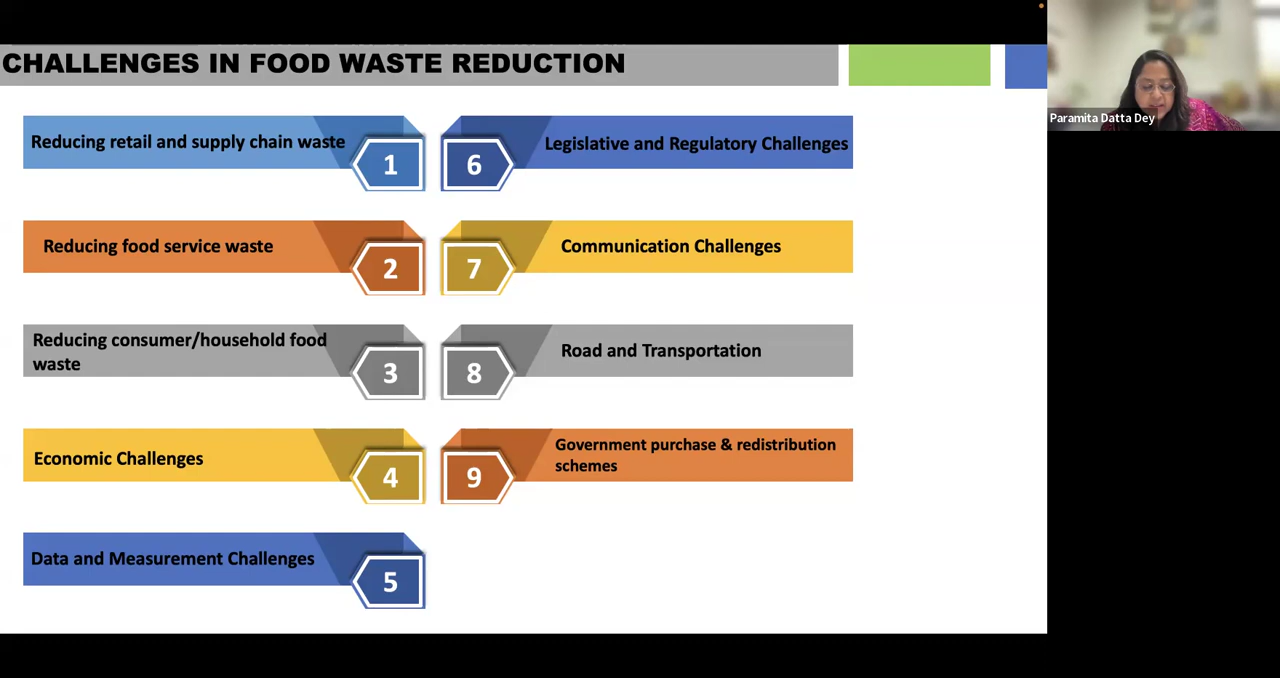 CHALLENGES IN FOOD WASTE REDUCTION
Reducing retail and supply chain waste
1
Reducing food service waste
2
Reducing consumer/household food
waste
3
Economic Challenges
4
Data and Measurement Challenges
5
6
Legislative and Regulatory Challenges
7
Communication Challenges
8
Road and Transportation
9
Government purchase & redistribution
schemes
Paramita Datta Dey